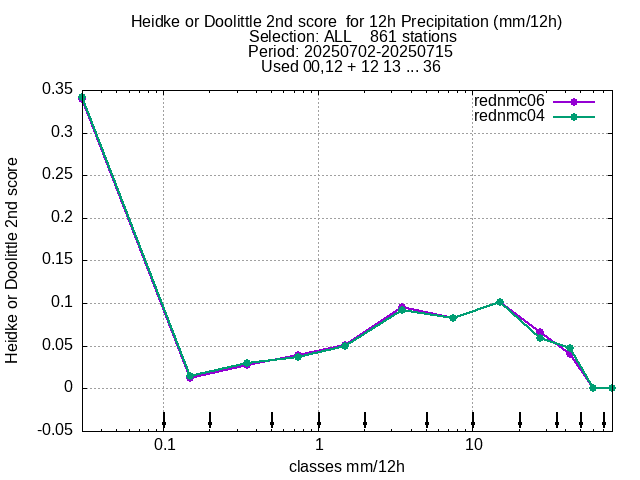 Heidke or Doolittle 2nd score  for 12h Precipitation (mm/12h)
Selection: ALL    861 stations
Period: 20250702-20250715
Used 00,12 + 12 13 ... 36
rednmc06
rednmc04
0.35
0.3
0.25
0.2
0.15
0.1
0.05
0
-0.05
Heidke or Doolittle 2nd score
0.1 1 10
classes mm/12h